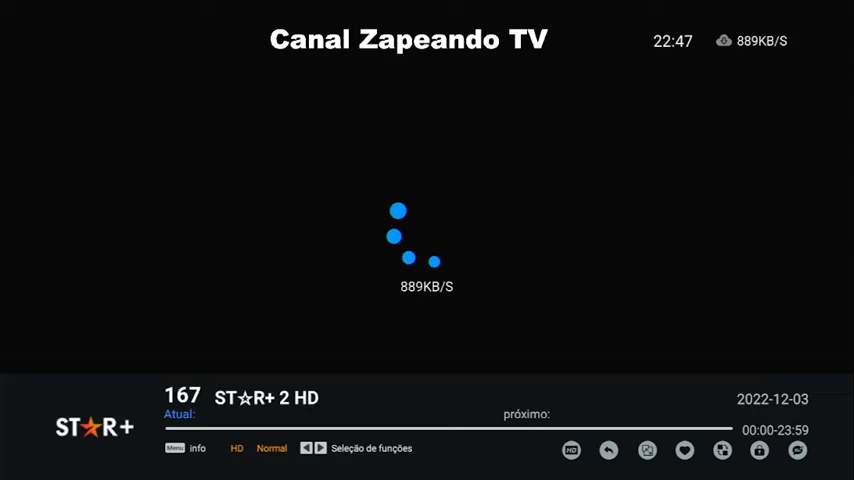 Canal Zapeando TV
22:47
889KB/S
889KB/S
167
ST☆R+ 2 HD
2022-12-03
Atual:
próximo:
ST★R+
00:00-23:59
Menu info
HD
Normal
Seleção de funções
HD